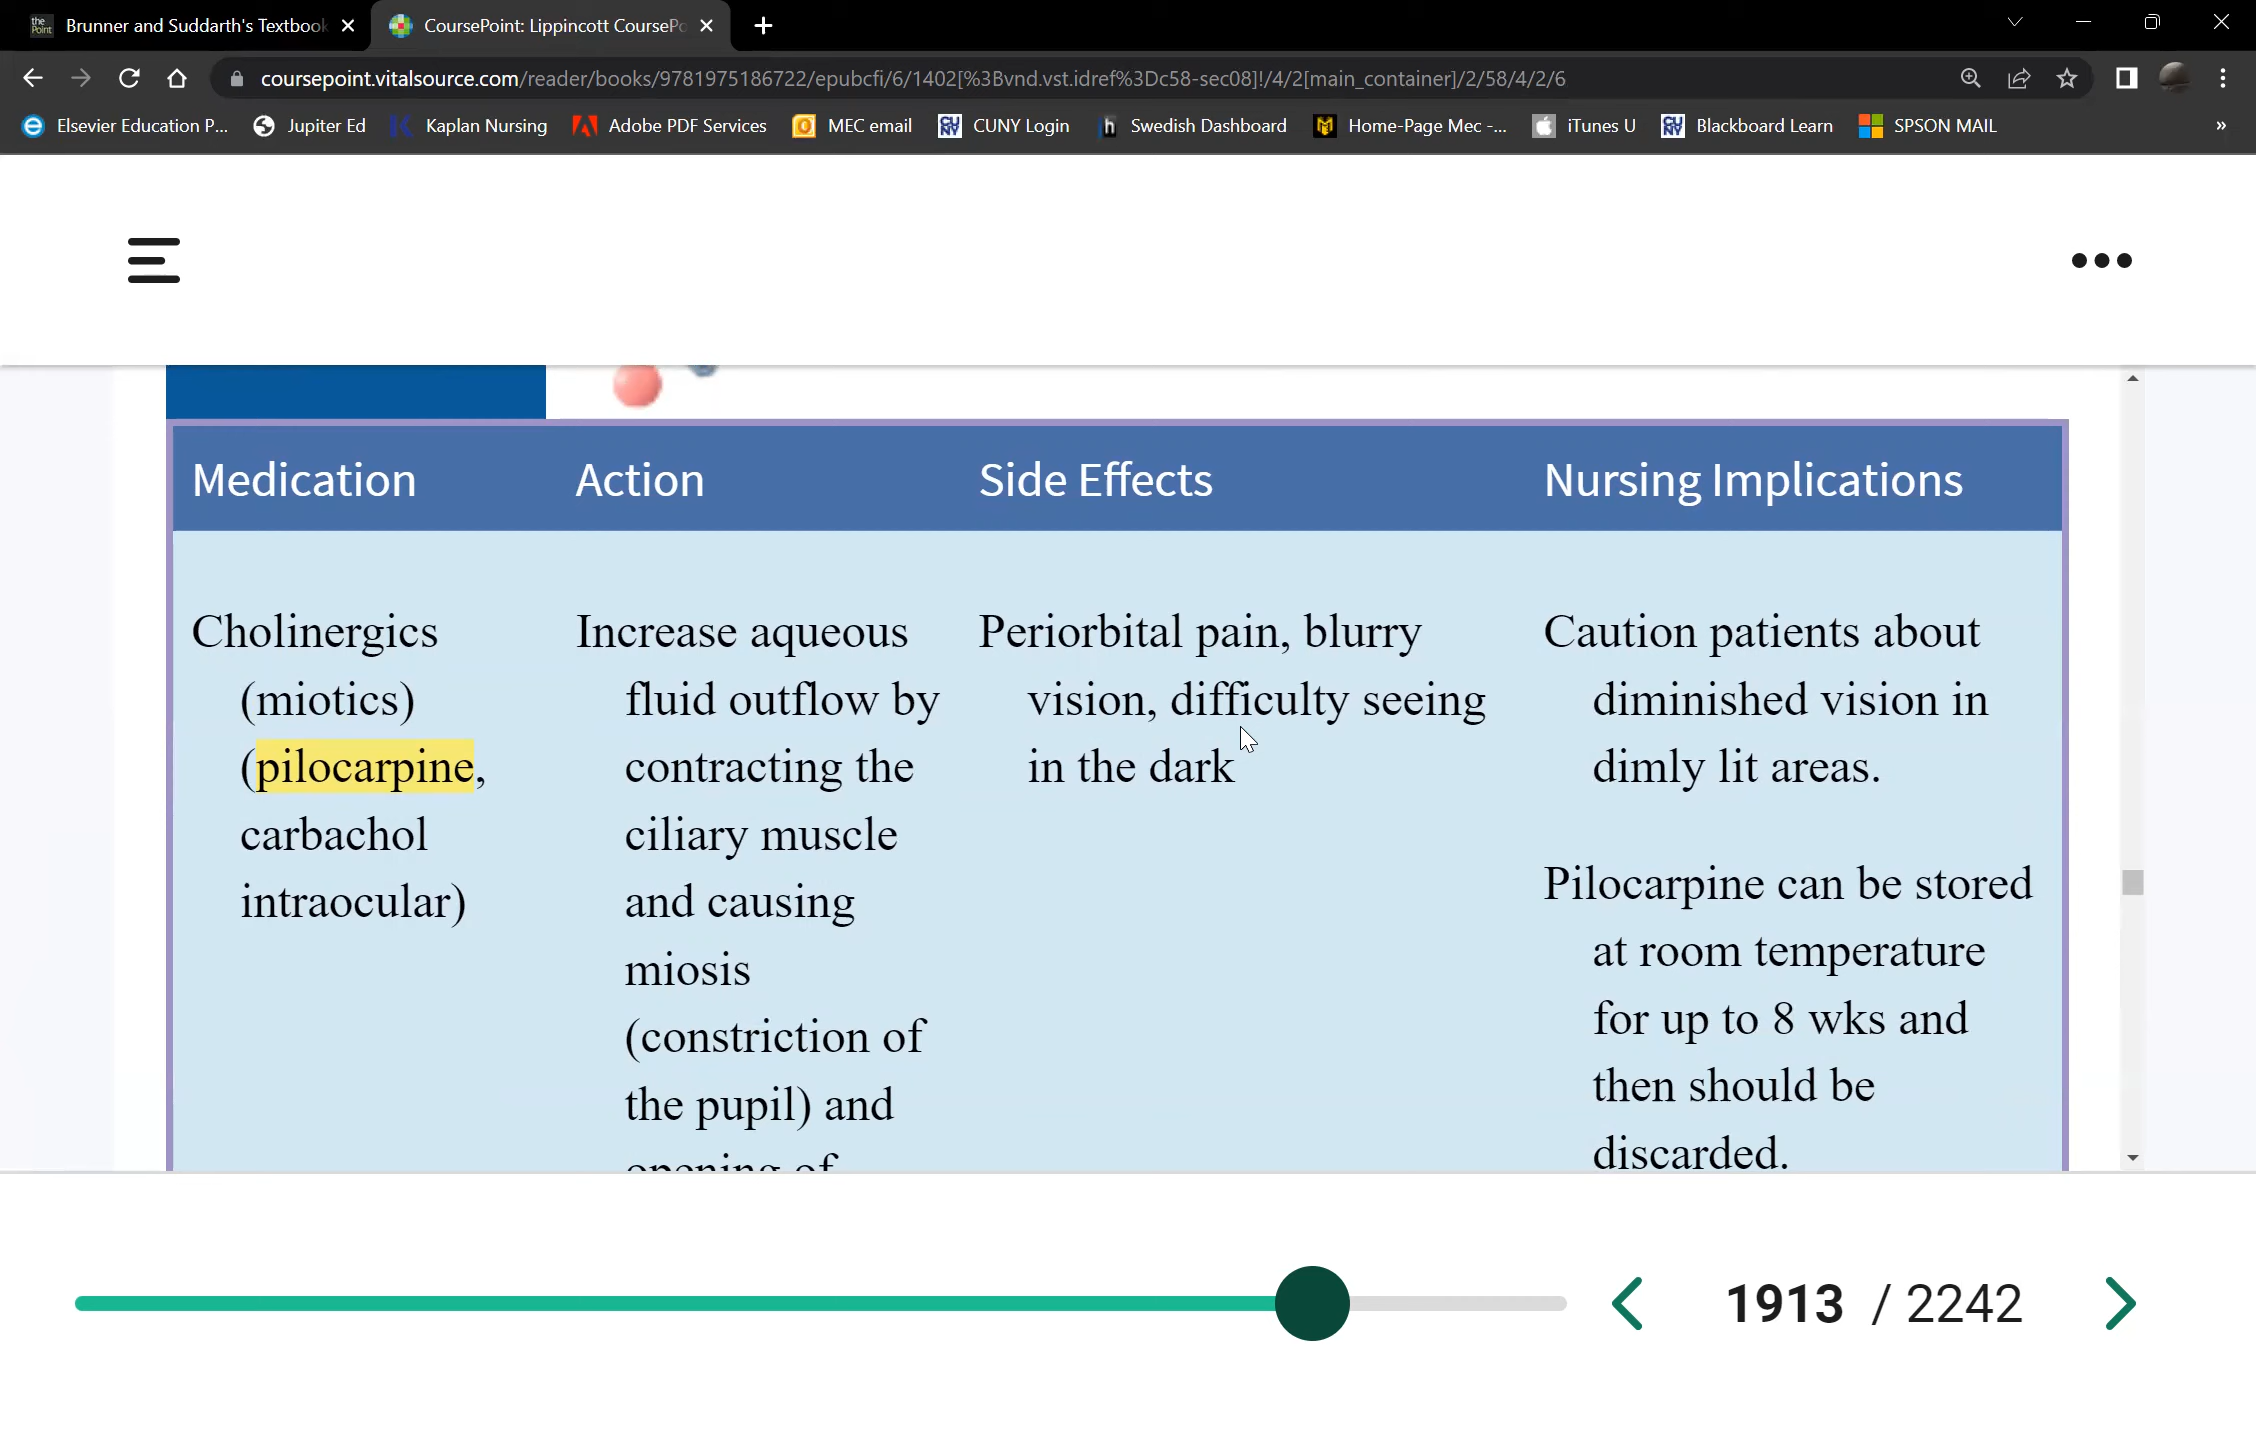 Brunner and Suddarth's Textbook
CoursePoint: Lippincott CoursePo
coursepoint.vitalsource.com/reader/books/9781975186722/epubcfi/6/1402[%3Bvnd.vst.idref%3Dc58-sec08]!/4/2[main_container]/2/58/4/2/6
Elsevier Education P... Jupiter Ed Kaplan Nursing Adobe PDF Services MEC email CUNY Login Swedish Dashboard Home-Page Mec -... iTunes U Blackboard Learn SPSON MAIL »
Medication Action Side Effects Nursing Implications
Cholinergics
(miotics)
(pilocarpine,
carbachol
intraocular)
Increase aqueous
fluid outflow by
contracting the
ciliary muscle
and causing
miosis
(constriction of
the pupil) and
opening of
Periorbital pain, blurry
vision, difficulty seeing
in the dark
Caution patients about
diminished vision in
dimly lit areas.
Pilocarpine can be stored
at room temperature
for up to 8 wks and
then should be
discarded.
1913 / 2242